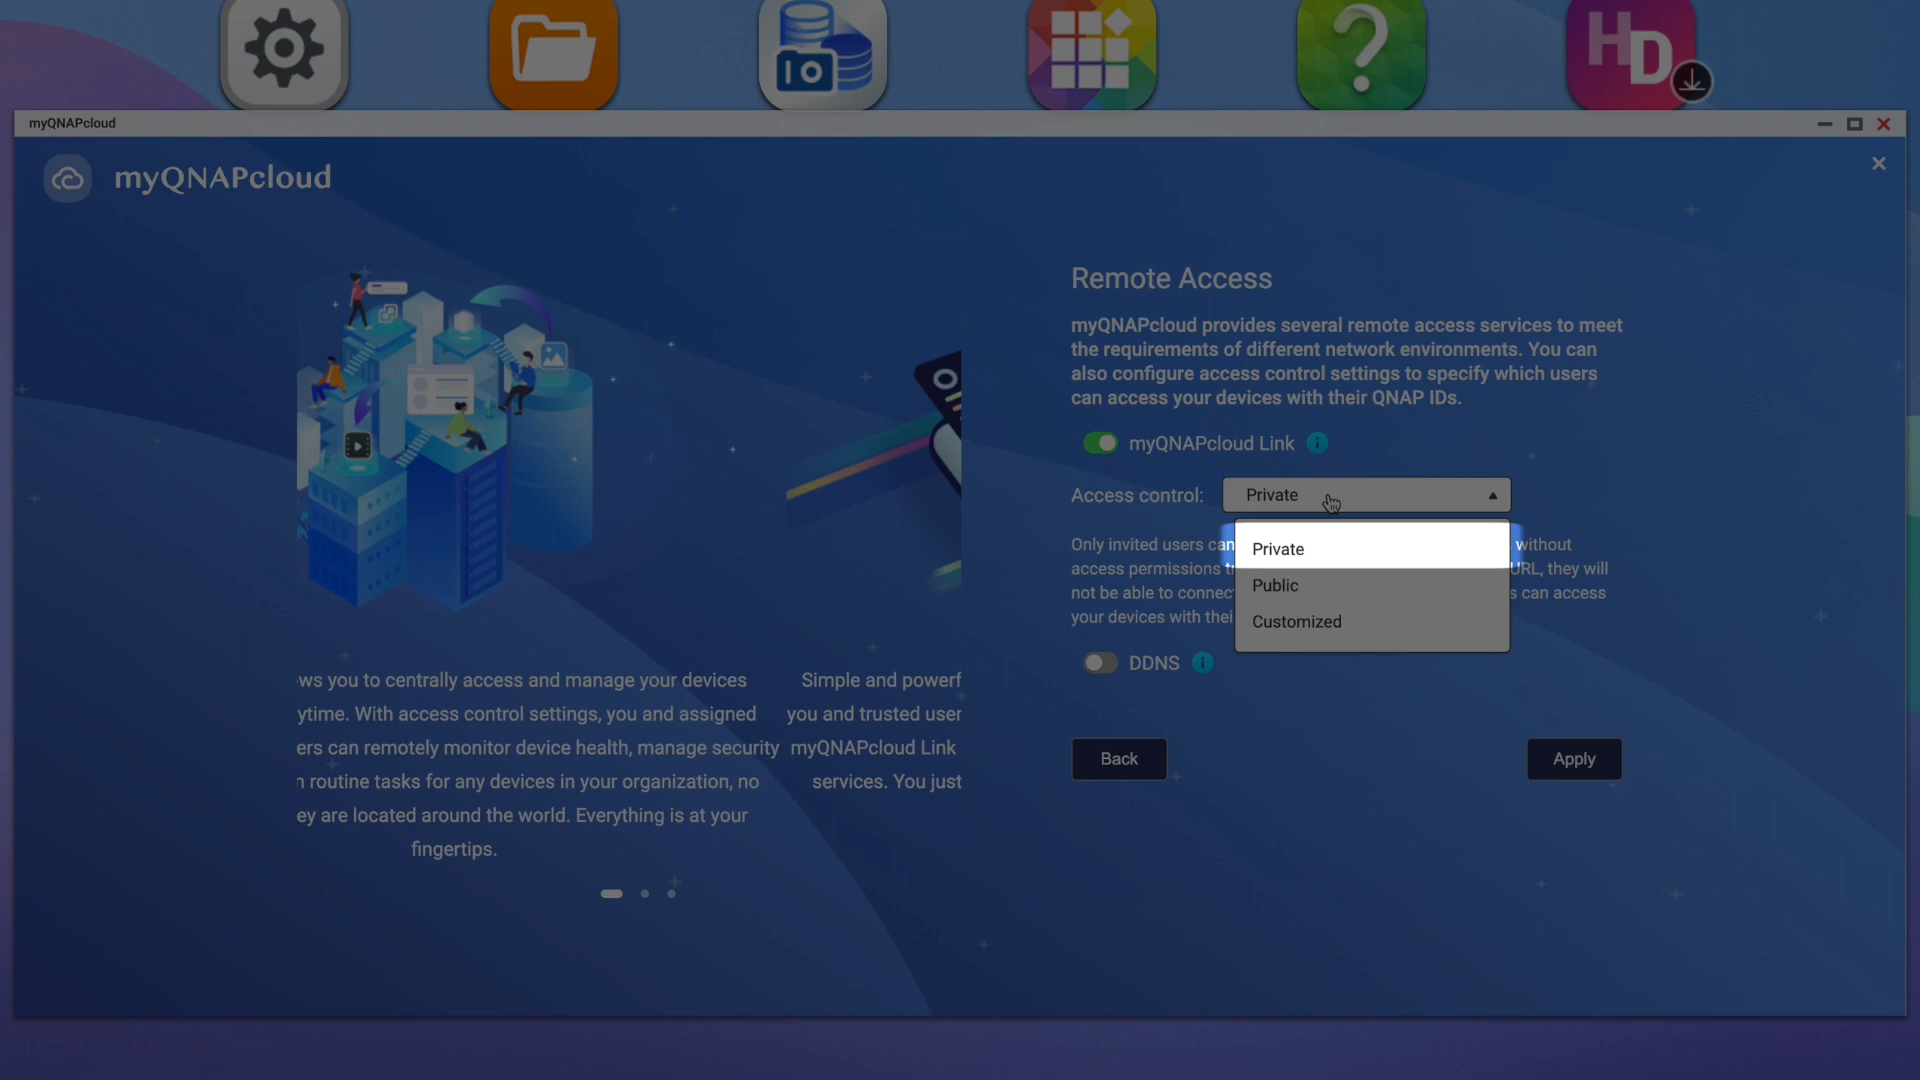 IO
HD
myQNAPcloud
myQNAPcloud
Remote Access
myQNAPcloud provides several remote access services to meet
the requirements of different network environments. You can
also configure access control settings to specify which users
can access your devices with their QNAP IDs.
myQNAPcloud Link
Access control:
Private
Only invited users can
without
access permissions
URL, they will
not be able to connec
s can access
your devices with thei
Private
Public
Customized
DDNS
Back
Apply
ws you to centrally access and manage your devices
ytime. With access control settings, you and assigned
ers can remotely monitor device health, manage security
n routine tasks for any devices in your organization, no
ey are located around the world. Everything is at your
fingertips.
Simple and powerf
you and trusted user
myQNAPcloud Link
services. You just